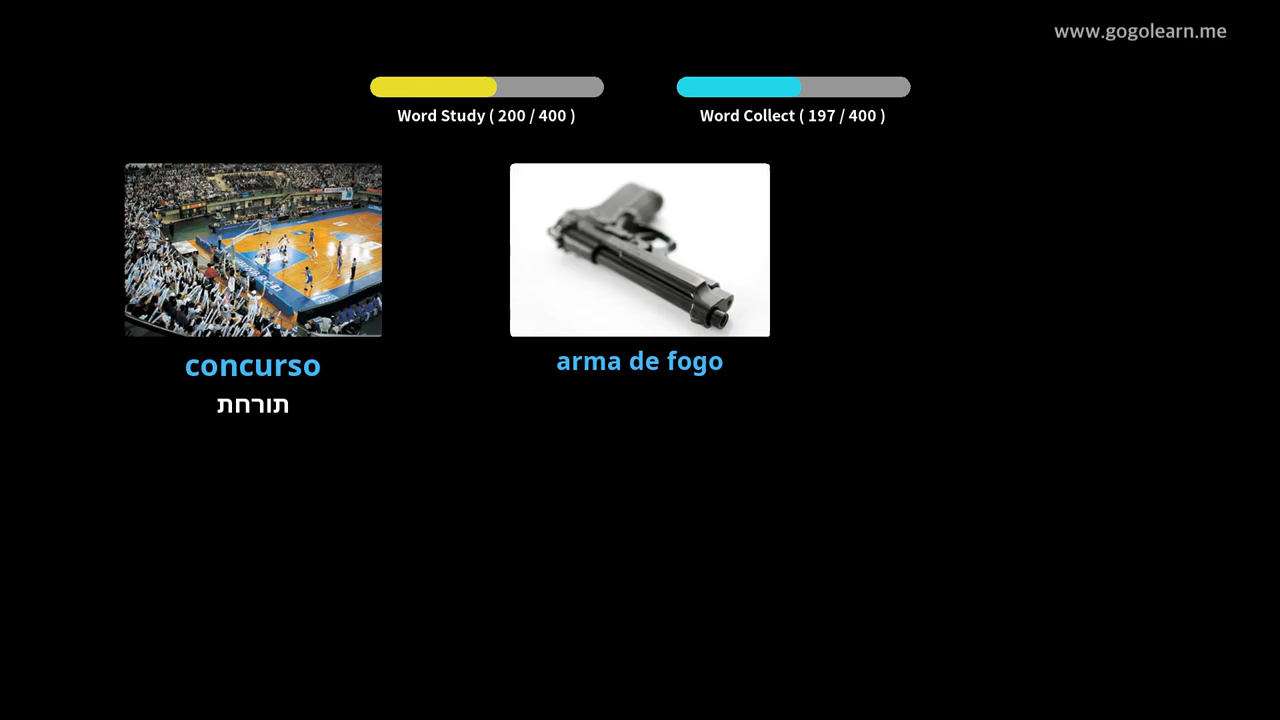 www.gogolearn.me
Word Study ( 200 / 400 )
Word Collect ( 197 / 400 )
concurso
תורחת
arma de fogo